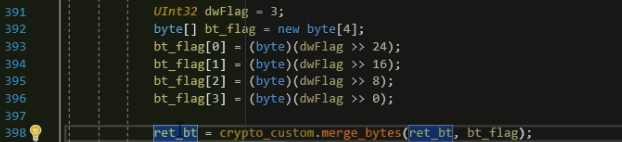 391 UInt32 dwFlag = 3;
392 byte[] bt_flag = new byte[4];
393 bt_flag[0] = (byte)(dwFlag >> 24);
394 bt_flag[1] = (byte)(dwFlag >> 16);
395 bt_flag[2] = (byte)(dwFlag >> 8);
396 bt_flag[3] = (byte)(dwFlag >> 0);
397
398 ret_bt = crypto_custom.merge_bytes(ret_bt, bt_flag);